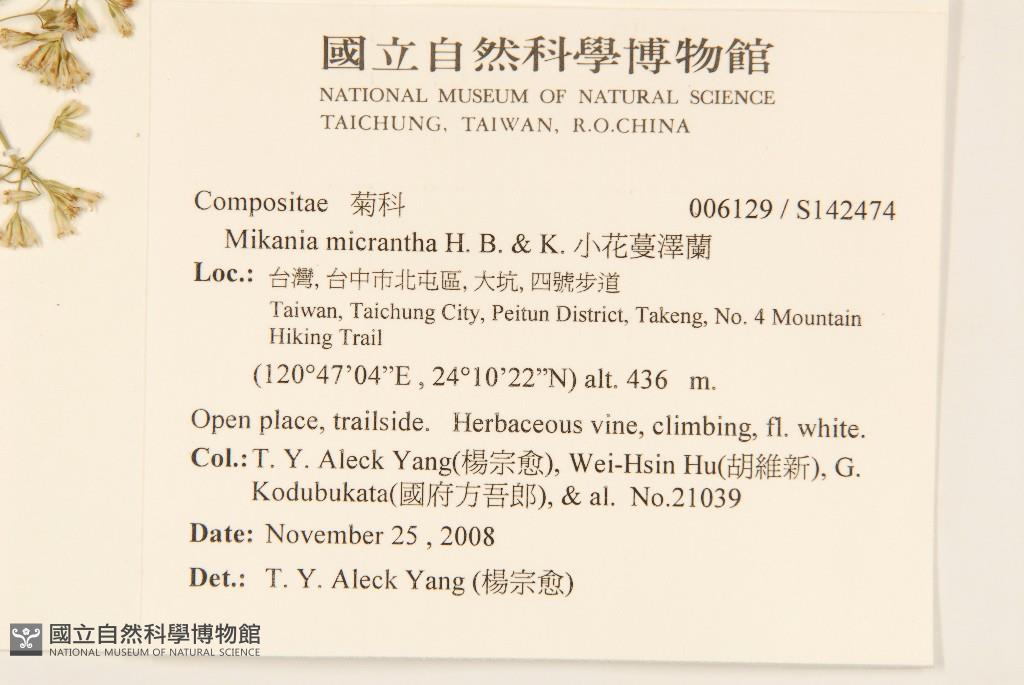 國立自然科學博物館
NATIONAL MUSEUM OF NATURAL SCIENCE
TAICHUNG, TAIWAN, R.O.CHINA
Compositae 菊科 006129 / S142474
Mikania micrantha H. B. & K. 小花蔓澤蘭
Loc.: 台灣, 台中市北屯區, 大坑, 四號步道
Taiwan, Taichung City, Peitun District, Takeng, No. 4 Mountain
Hiking Trail
(120°47’04”E , 24°10’22”N) alt. 436 m.
Open place, trailside. Herbaceous vine, climbing, fl. white.
Col.: T. Y. Aleck Yang(楊宗愈), Wei-Hsin Hu(胡維新), G.
Kodubukata(國府方吾郎), & al. No.21039
Date: November 25 , 2008
Det.: T. Y. Aleck Yang (楊宗愈)
國立自然科學博物館
NATIONAL MUSEUM OF NATURAL SCIENCE